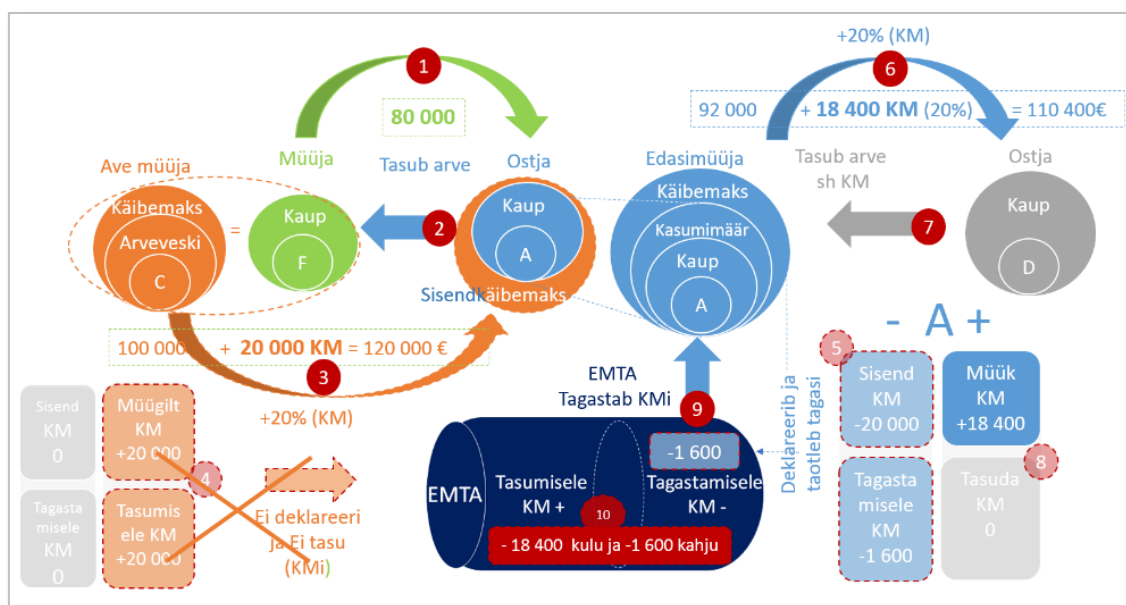 +20% (KM)
1
6
80 000
92 000 + 18 400 KM (20%) = 110 400€
Ave müüja
Müüja
Tasub arve
Ostja
Edasimüüja
Tasub arve
sh KM
Ostja
Käibemaks
Arveveski
C
=
Kaup
F
2
Kaup
A
Sisendkäibemaks
Käibemaks
Kasumimäär
Kaup
A
7
Kaup
D
100 000 + 20 000 KM = 120 000 €
3
+20% (KM)
- A +
5
Sisend
KM
-20 000
Müük
KM
+18 400
Tagasta
misele
KM
-1 600
Tasuda
KM
0
8
Sisend
KM
0
Müügilt
KM
+20 000
4
Tagasta
misele
KM
0
Tasumis
ele KM
+20 000
Ei deklareeri
ja Ei tasu
(KMi)
EMTA
Tagastab KMi
9
Deklareerib ja
taotleb tagasi
-1 600
EMTA
Tasumisele
KM +
Tagastamisele
KM -
10
- 18 400 kulu ja -1 600 kahju